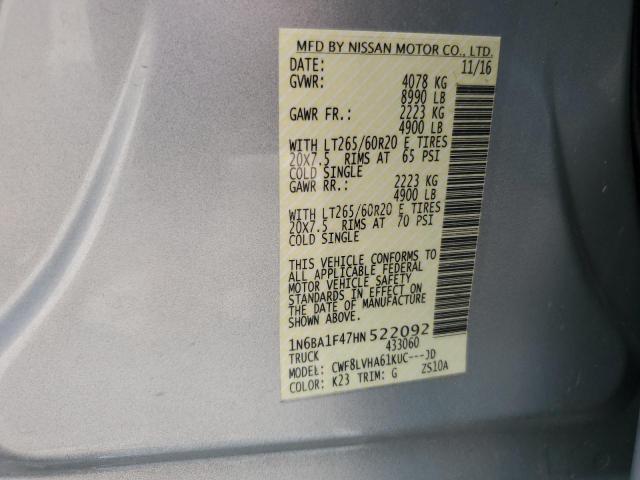 MFD BY NISSAN MOTOR CO., LTD.
DATE: 11/16
GVWR: 4078 KG
8990 LB
GAWR FR.: 2223 KG
4900 LB
WITH LT265/60R20 E TIRES
20X7.5 RIMS AT 65 PSI
COLD SINGLE
GAWR RR.: 2223 KG
4900 LB
WITH LT265/60R20 E TIRES
20X7.5 RIMS AT 70 PSI
COLD SINGLE
THIS VEHICLE CONFORMS TO
ALL APPLICABLE FEDERAL
MOTOR VEHICLE SAFETY
STANDARDS IN EFFECT ON
THE DATE OF MANUFACTURE
SHOWN ABOVE.
1N6BA1F47HN522092
TRUCK 433060
MODEL: CWF8LVHA61KUC---JD
COLOR: K23 TRIM: G ZS10A